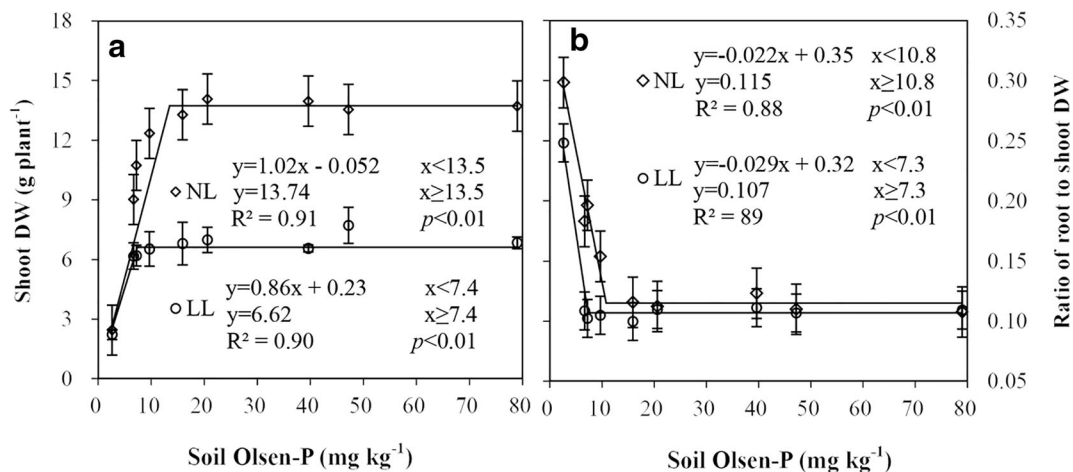 a
Shoot DW (g plant⁻¹)
18
15
12
9
6
3
0
y=1.02x - 0.052 x<13.5
NL y=13.74 x≥13.5
R² = 0.91 p<0.01
y=0.86x + 0.23 x<7.4
LL y=6.62 x≥7.4
R² = 0.90 p<0.01
0 10 20 30 40 50 60 70 80
Soil Olsen-P (mg kg⁻¹)
b
y=-0.022x + 0.35 x<10.8
NL y=0.115 x≥10.8
R² = 0.88 p<0.01
y=-0.029x + 0.32 x<7.3
LL y=0.107 x≥7.3
R² = 89 p<0.01
0.35
0.30
0.25
0.20
0.15
0.10
0.05
Ratio of root to shoot DW
0 10 20 30 40 50 60 70 80
Soil Olsen-P (mg kg⁻¹)